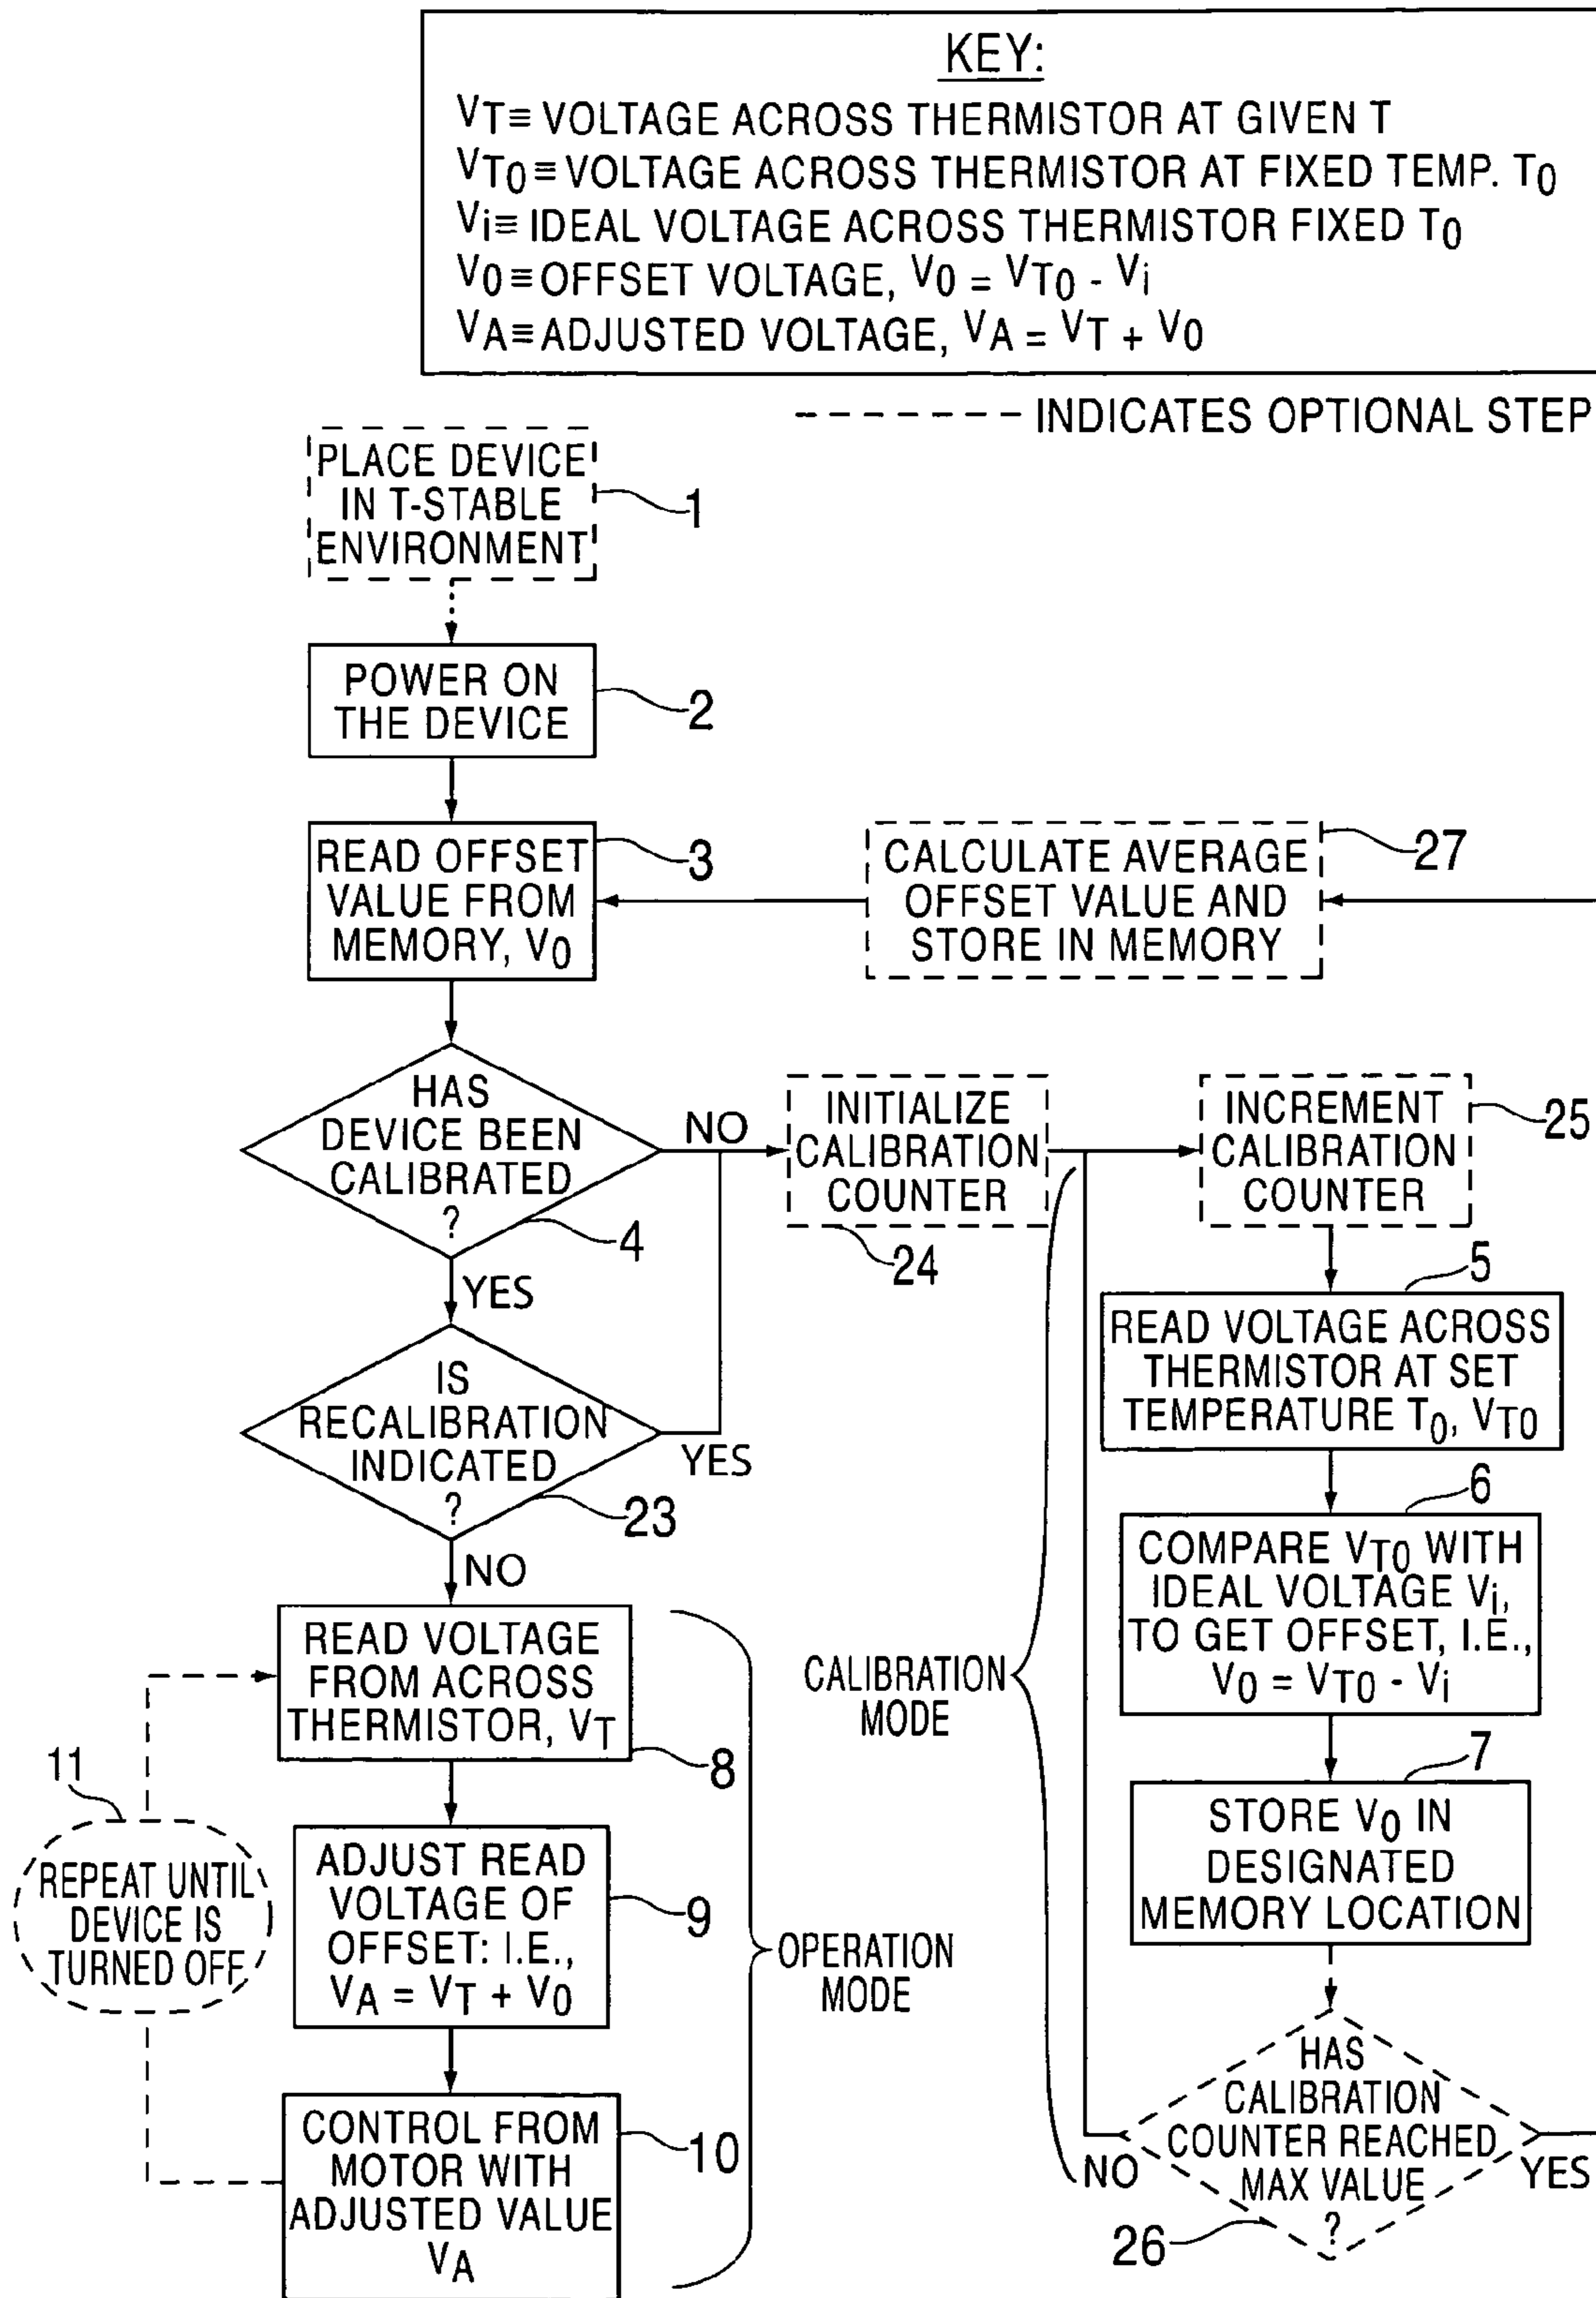 KEY:
VT≡ VOLTAGE ACROSS THERMISTOR AT GIVEN T
VT0≡ VOLTAGE ACROSS THERMISTOR AT FIXED TEMP. T0
Vi≡ IDEAL VOLTAGE ACROSS THERMISTOR FIXED T0
V0≡OFFSET VOLTAGE, V0 = VT0 - Vi
VA≡ADJUSTED VOLTAGE, VA = VT + V0
------- INDICATES OPTIONAL STEP
PLACE DEVICE
IN T-STABLE
ENVIRONMENT
1
POWER ON
THE DEVICE
2
READ OFFSET
VALUE FROM
MEMORY, V0
3
CALCULATE AVERAGE
OFFSET VALUE AND
STORE IN MEMORY
27
HAS
DEVICE BEEN
CALIBRATED
?
4
NO
YES
INITIALIZE
CALIBRATION
COUNTER
24
INCREMENT
CALIBRATION
COUNTER
25
IS
RECALIBRATION
INDICATED
?
23
YES
NO
5
READ VOLTAGE ACROSS
THERMISTOR AT SET
TEMPERATURE T0, VT0
6
COMPARE VT0 WITH
IDEAL VOLTAGE Vi,
TO GET OFFSET, I.E.,
V0 = VT0 - Vi
7
STORE V0 IN
DESIGNATED
MEMORY LOCATION
CALIBRATION
MODE
HAS
CALIBRATION
COUNTER REACHED
MAX VALUE
?
26
NO
YES
READ VOLTAGE
FROM ACROSS
THERMISTOR, VT
8
ADJUST READ
VOLTAGE OF
OFFSET: I.E.,
VA = VT + V0
9
CONTROL FROM
MOTOR WITH
ADJUSTED VALUE
VA
10
11
REPEAT UNTIL
DEVICE IS
TURNED OFF
OPERATION
MODE